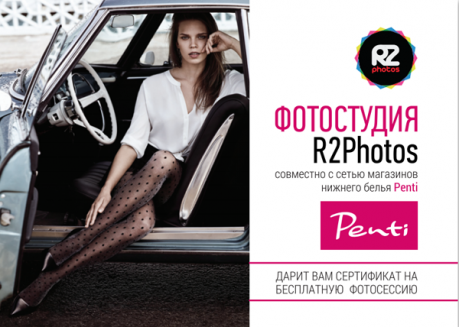 R2
photos
ФОТОСТУДИЯ
R2Photos
совместно с сетью магазинов
нижнего белья Penti
Penti
ДАРИТ ВАМ СЕРТИФИКАТ НА
БЕСПЛАТНУЮ ФОТОСЕССИЮ